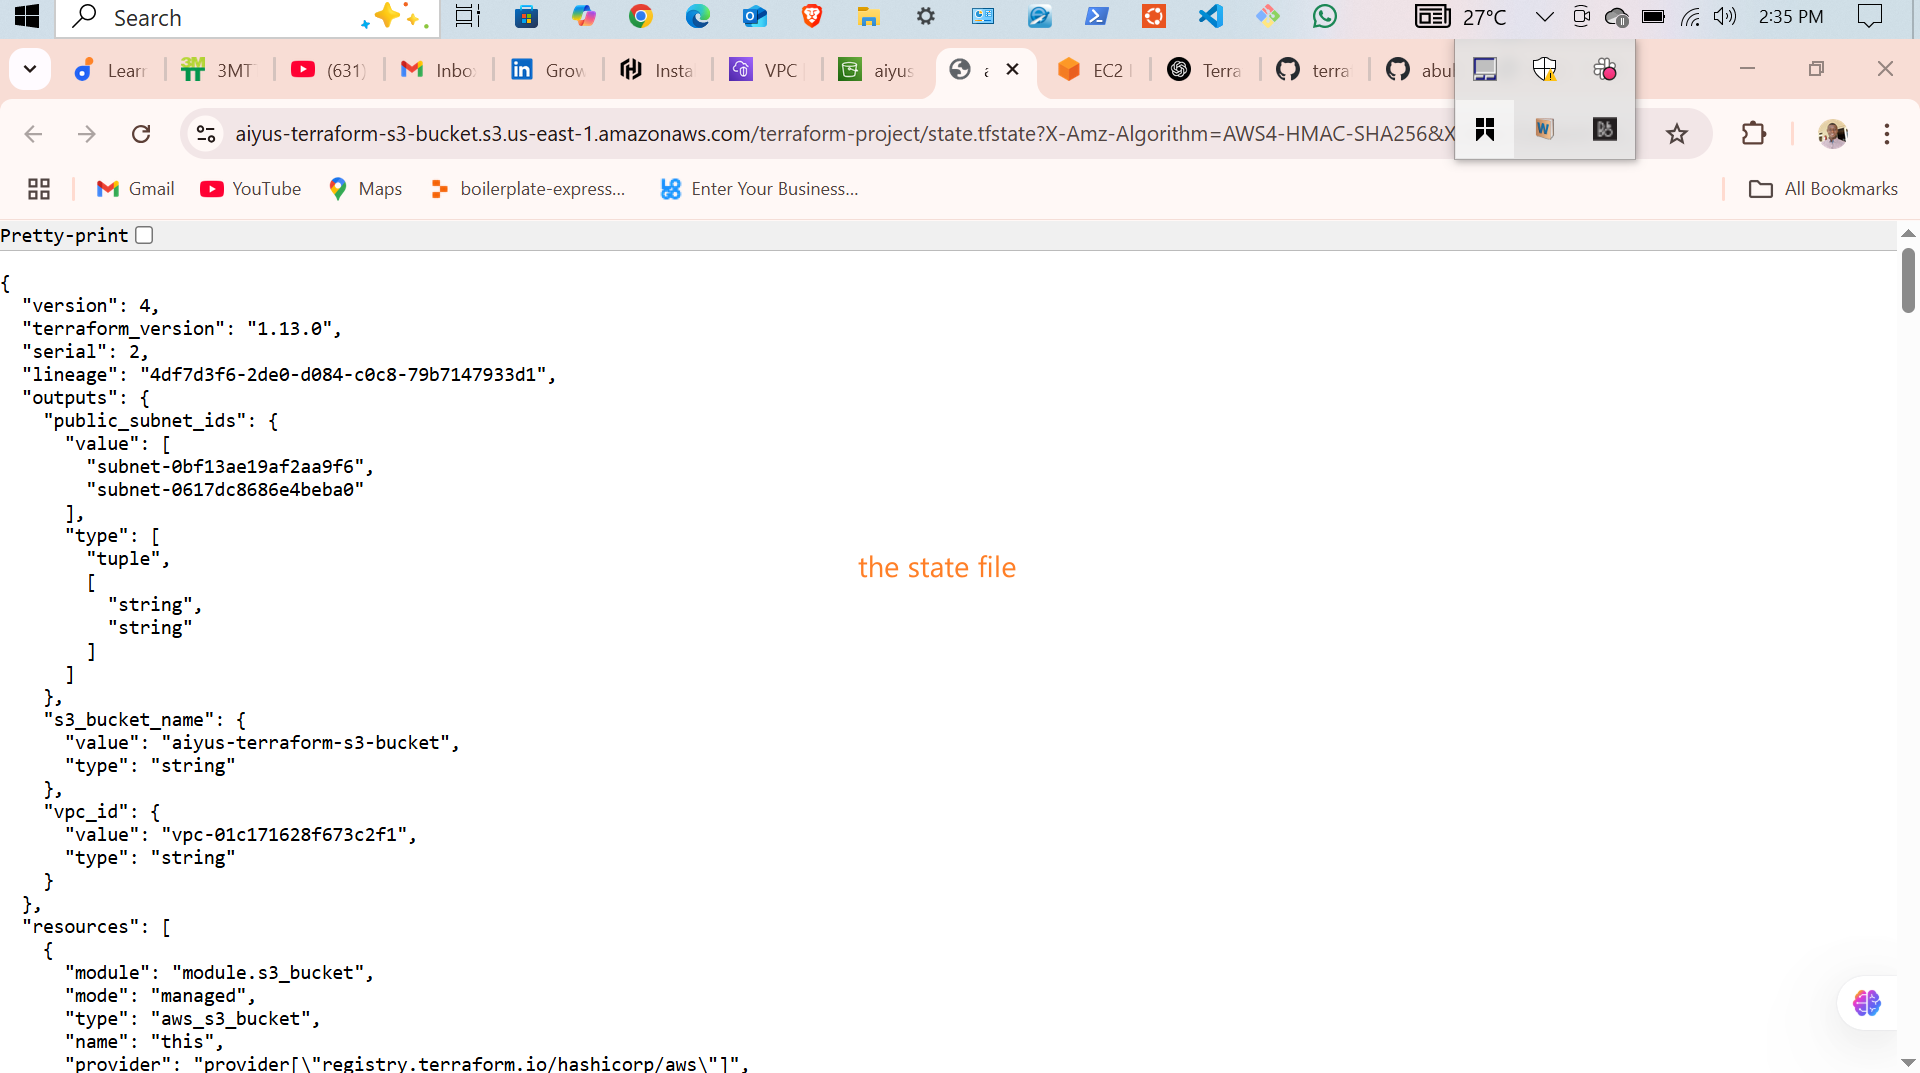 Search
27°C
2:35 PM
Learn
3MT
(631)
Inbo
Grow
Insta
VPC
aiyus
a
EC2
Terra
terra
abul
aiyus-terraform-s3-bucket.s3.us-east-1.amazonaws.com/terraform-project/state.tfstate?X-Amz-Algorithm=AWS4-HMAC-SHA256&X
Gmail
YouTube
Maps
boilerplate-express...
Enter Your Business...
All Bookmarks
Pretty-print
{
"version": 4,
"terraform_version": "1.13.0",
"serial": 2,
"lineage": "4df7d3f6-2de0-d084-c0c8-79b7147933d1",
"outputs": {
"public_subnet_ids": {
"value": [
"subnet-0bf13ae19af2aa9f6",
"subnet-0617dc8686e4beba0"
],
"type": [
"tuple",
[
"string",
"string"
]
]
},
"s3_bucket_name": {
"value": "aiyus-terraform-s3-bucket",
"type": "string"
},
"vpc_id": {
"value": "vpc-01c171628f673c2f1",
"type": "string"
}
},
"resources": [
{
"module": "module.s3_bucket",
"mode": "managed",
"type": "aws_s3_bucket",
"name": "this",
"provider": "provider[\"registry.terraform.io/hashicorp/aws\"]",
the state file